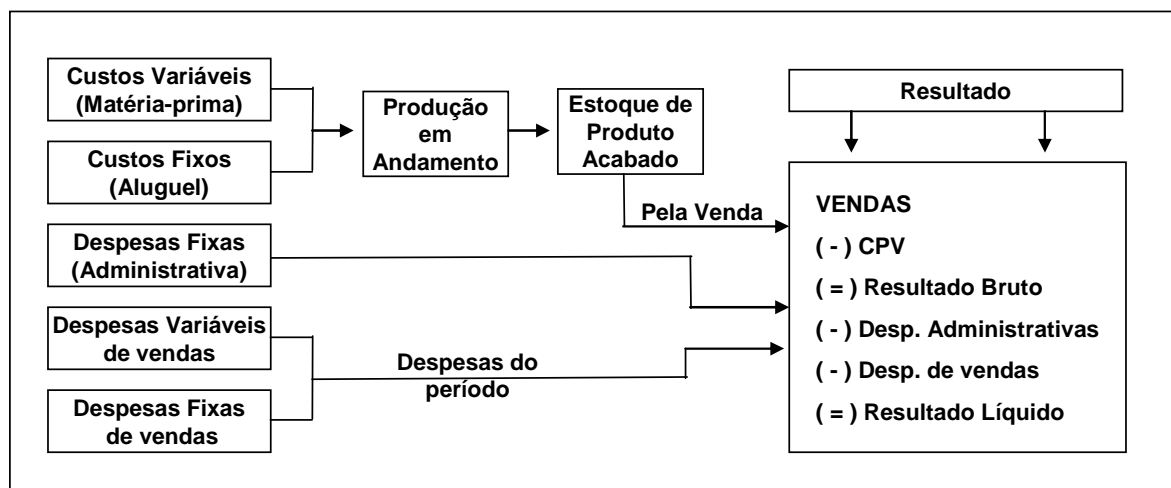 Custos Variáveis
(Matéria-prima)
Custos Fixos
(Aluguel)
Despesas Fixas
(Administrativa)
Despesas Variáveis
de vendas
Despesas Fixas
de vendas
Produção
em
Andamento
Estoque de
Produto
Acabado
Pela Venda
Despesas do
período
Resultado
VENDAS
( - ) CPV
( = ) Resultado Bruto
( - ) Desp. Administrativas
( - ) Desp. de vendas
( = ) Resultado Líquido